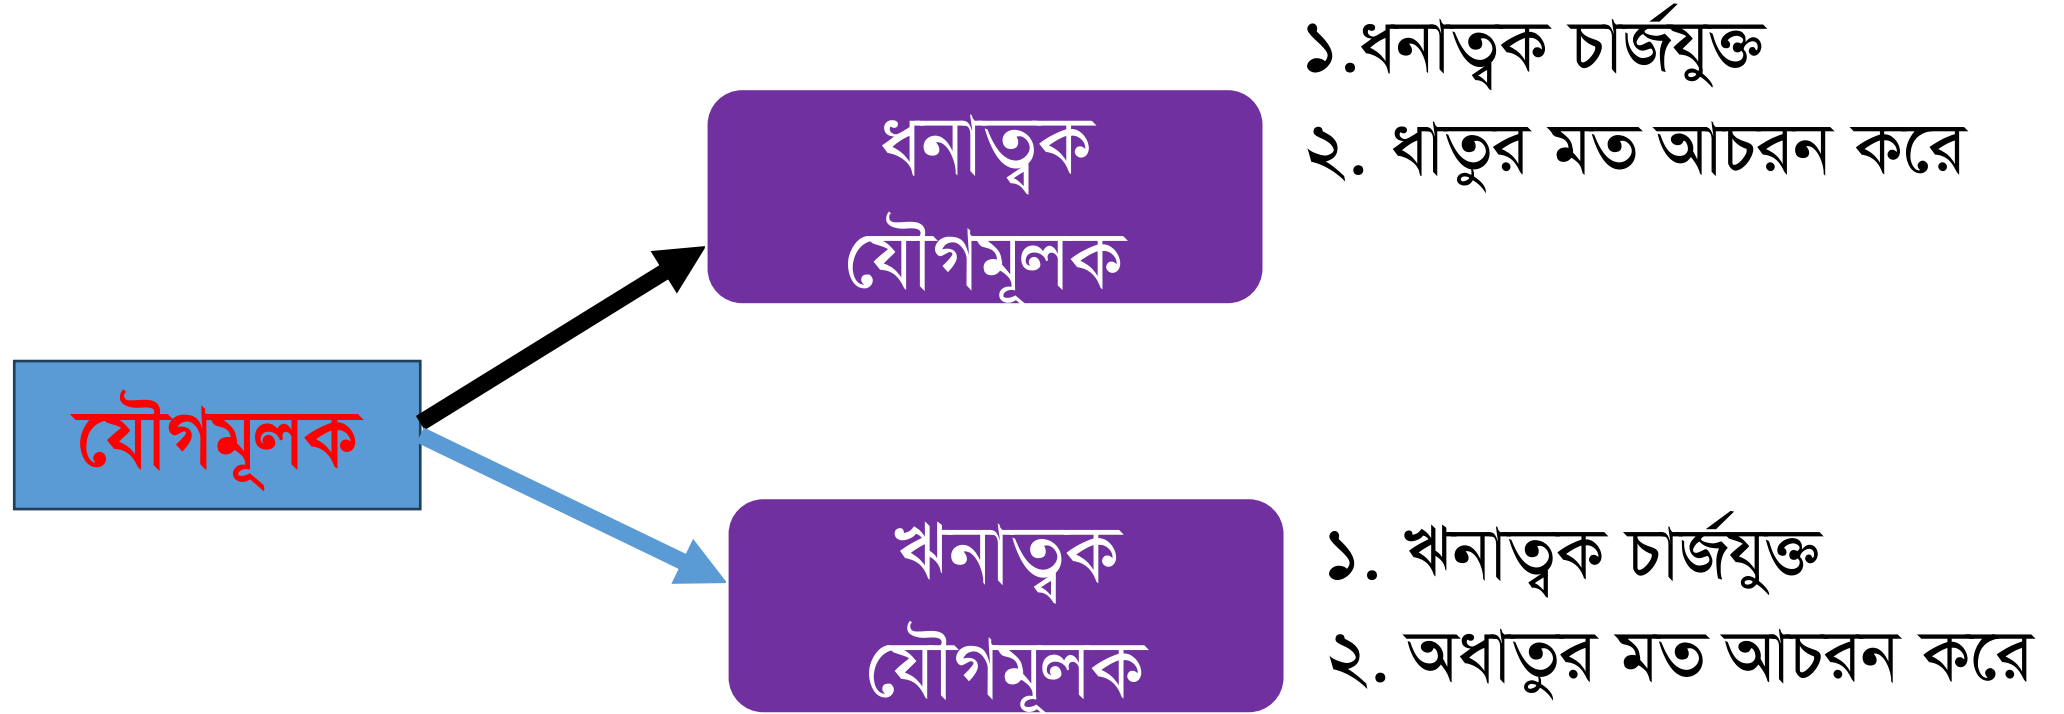 ১.ধনাত্বক চার্জযুক্ত
২. ধাতুর মত আচরন করে
ধনাত্বক
যৌগমূলক
যৌগমূলক
ঋনাত্বক
যৌগমূলক
১. ঋনাত্বক চার্জযুক্ত
২. অধাতুর মত আচরন করে